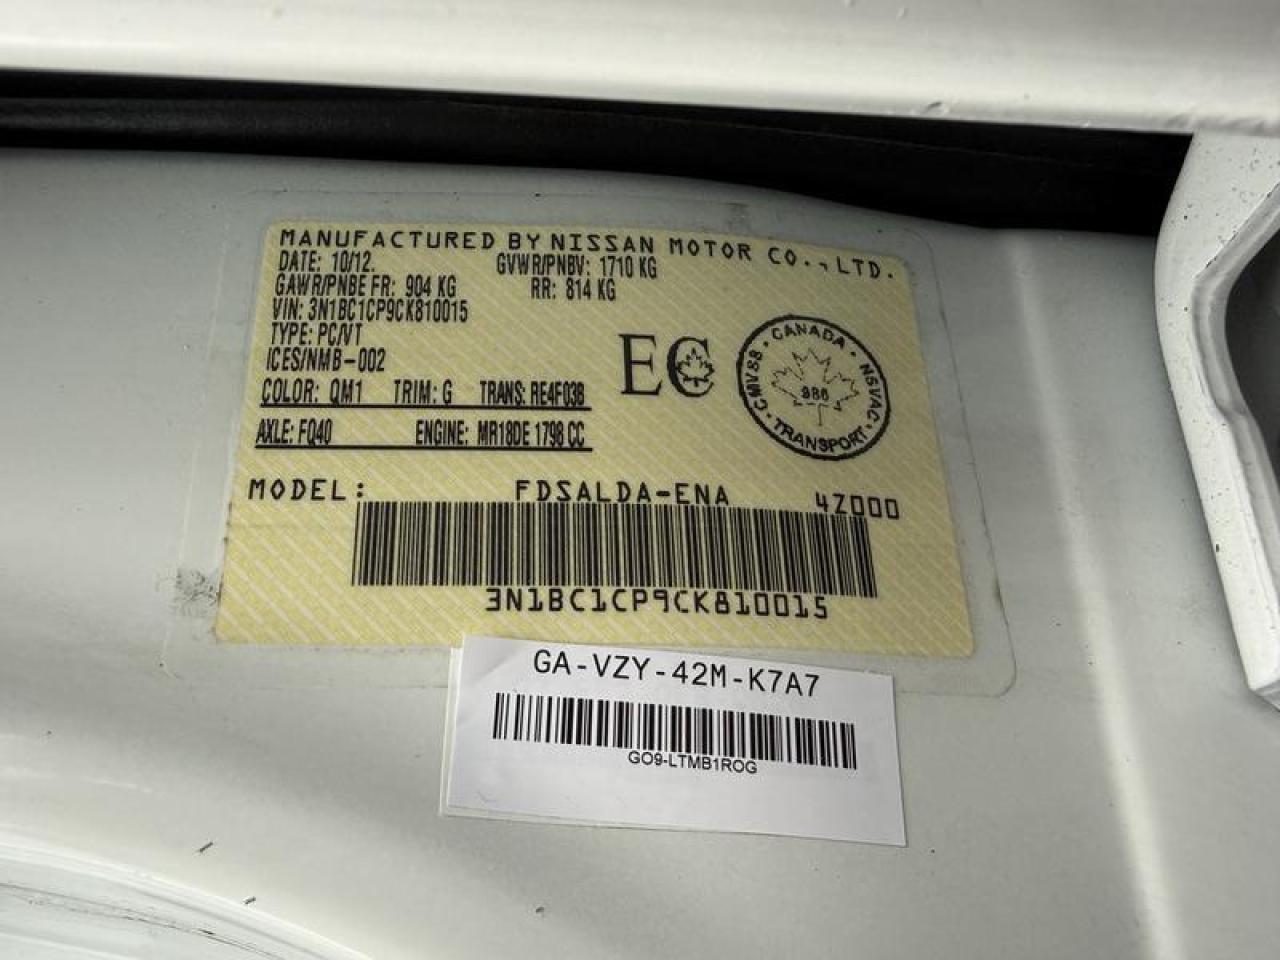 MANUFACTURED BY NISSAN MOTOR CO., LTD.
DATE: 10/12. GVWR/PNBV: 1710 KG
GAWR/PNBE FR: 904 KG RR: 814 KG
VIN: 3N1BC1CP9CK810015
TYPE: PC/VT
ICES/NMB-002
COLOR: QM1 TRIM: G TRANS: RE4F03B
AXLE: FQ40 ENGINE: MR18DE 1798 CC
EC
CANADA · NSVAC · TRANSPORT · CMVSS ·
986
MODEL: FDSALDA-ENA 4Z000
3N1BC1CP9CK810015
GA-VZY-42M-K7A7
GO9-LTMB1ROG